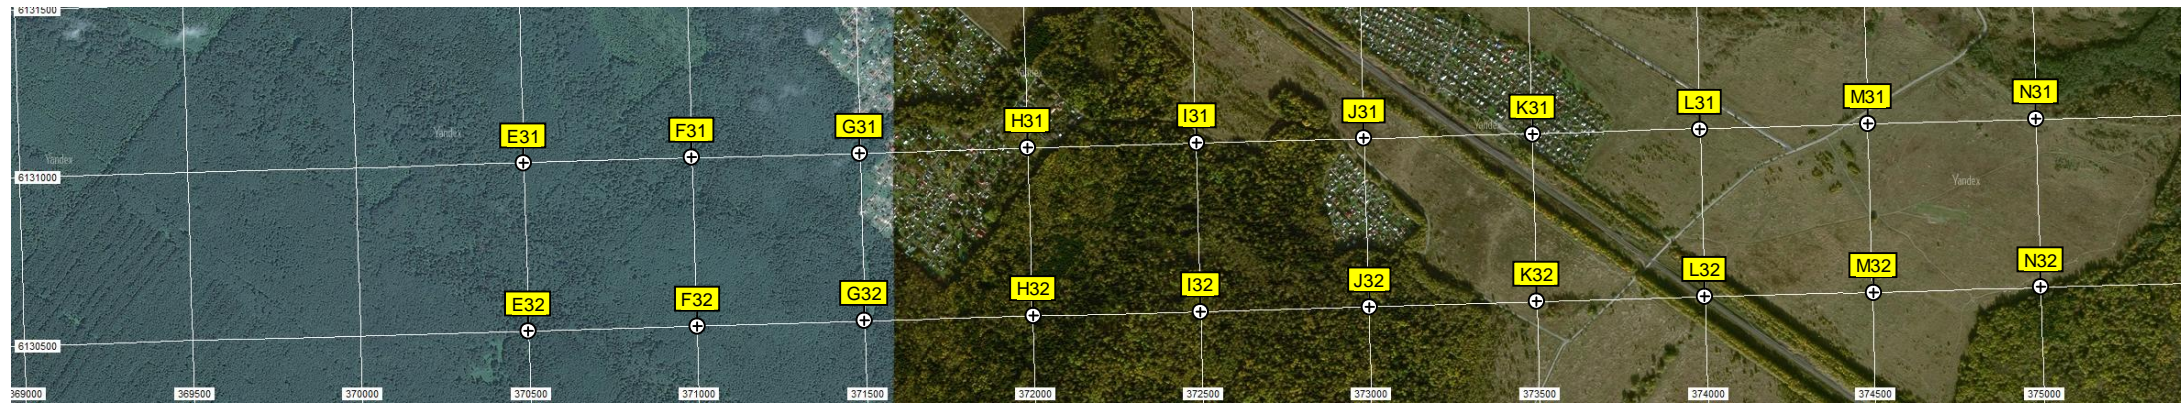 6131500
Yandex
N31
M31
L31
K31
J31
I31
H31
G31
F31
E31
Yandex
Yandex
Yandex
6131000
Yandex
N32
M32
L32
K32
J32
I32
H32
G32
F32
E32
6130500
369000
369500
370000
370500
371000
371500
372000
372500
373000
373500
374000
374500
375000